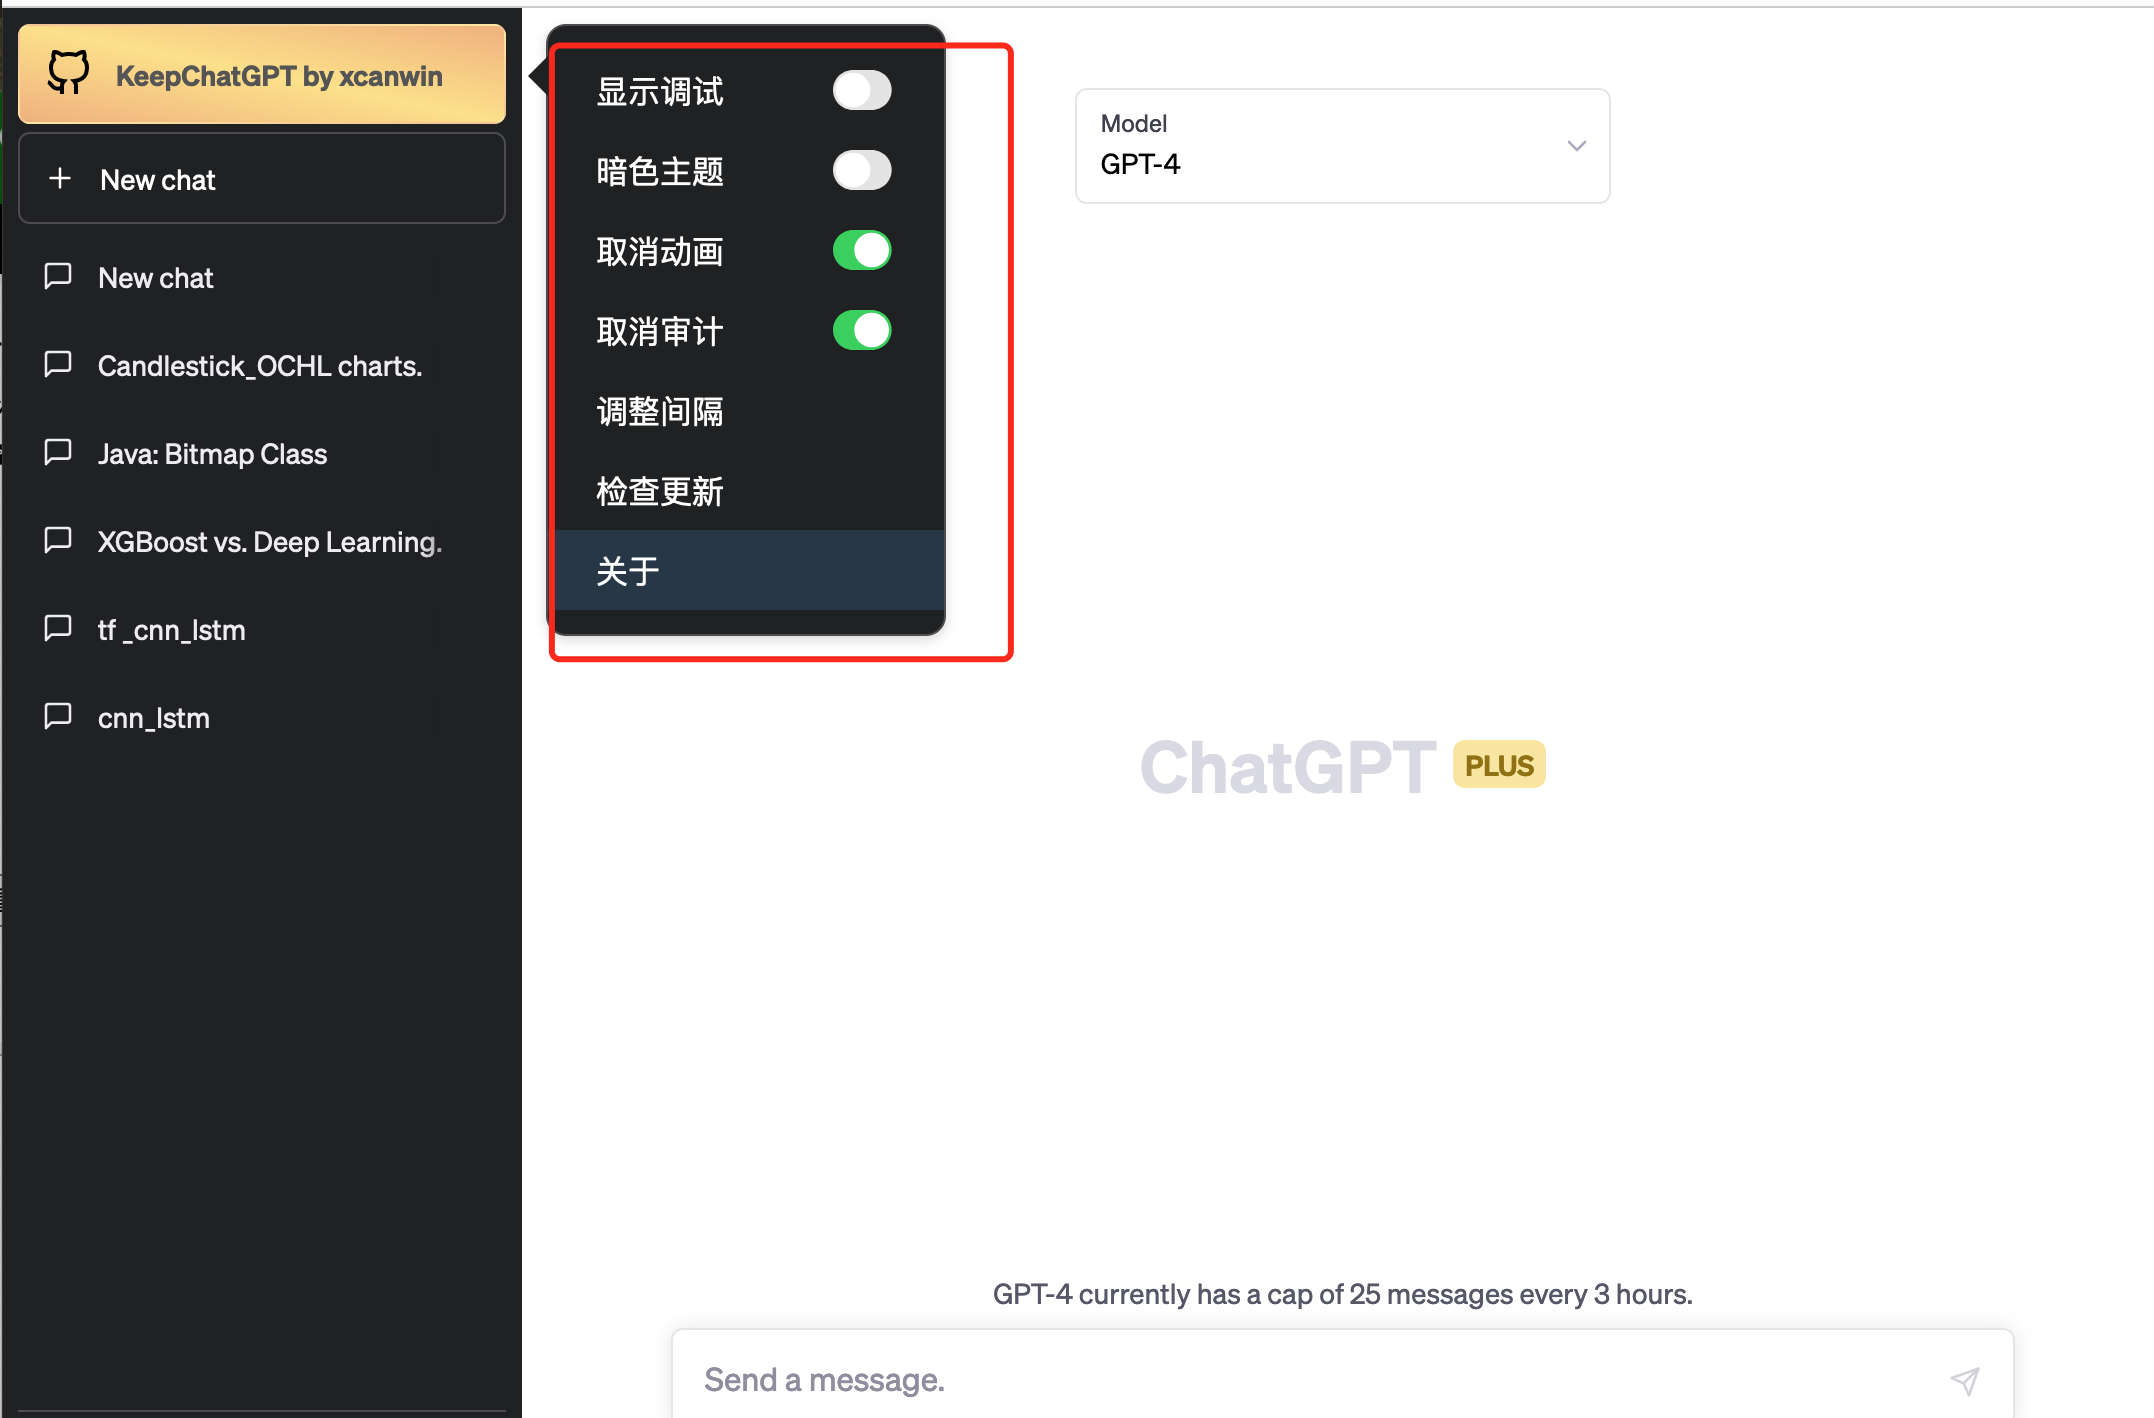 KeepChatGPT by xcanwin
New chat
New chat
Candlestick_OCHL charts.
Java: Bitmap Class
XGBoost vs. Deep Learning.
tf _cnn_lstm
cnn_lstm
显示调试
暗色主题
取消动画
取消审计
调整间隔
检查更新
关于
Model
GPT-4
ChatGPT PLUS
GPT-4 currently has a cap of 25 messages every 3 hours.
Send a message.